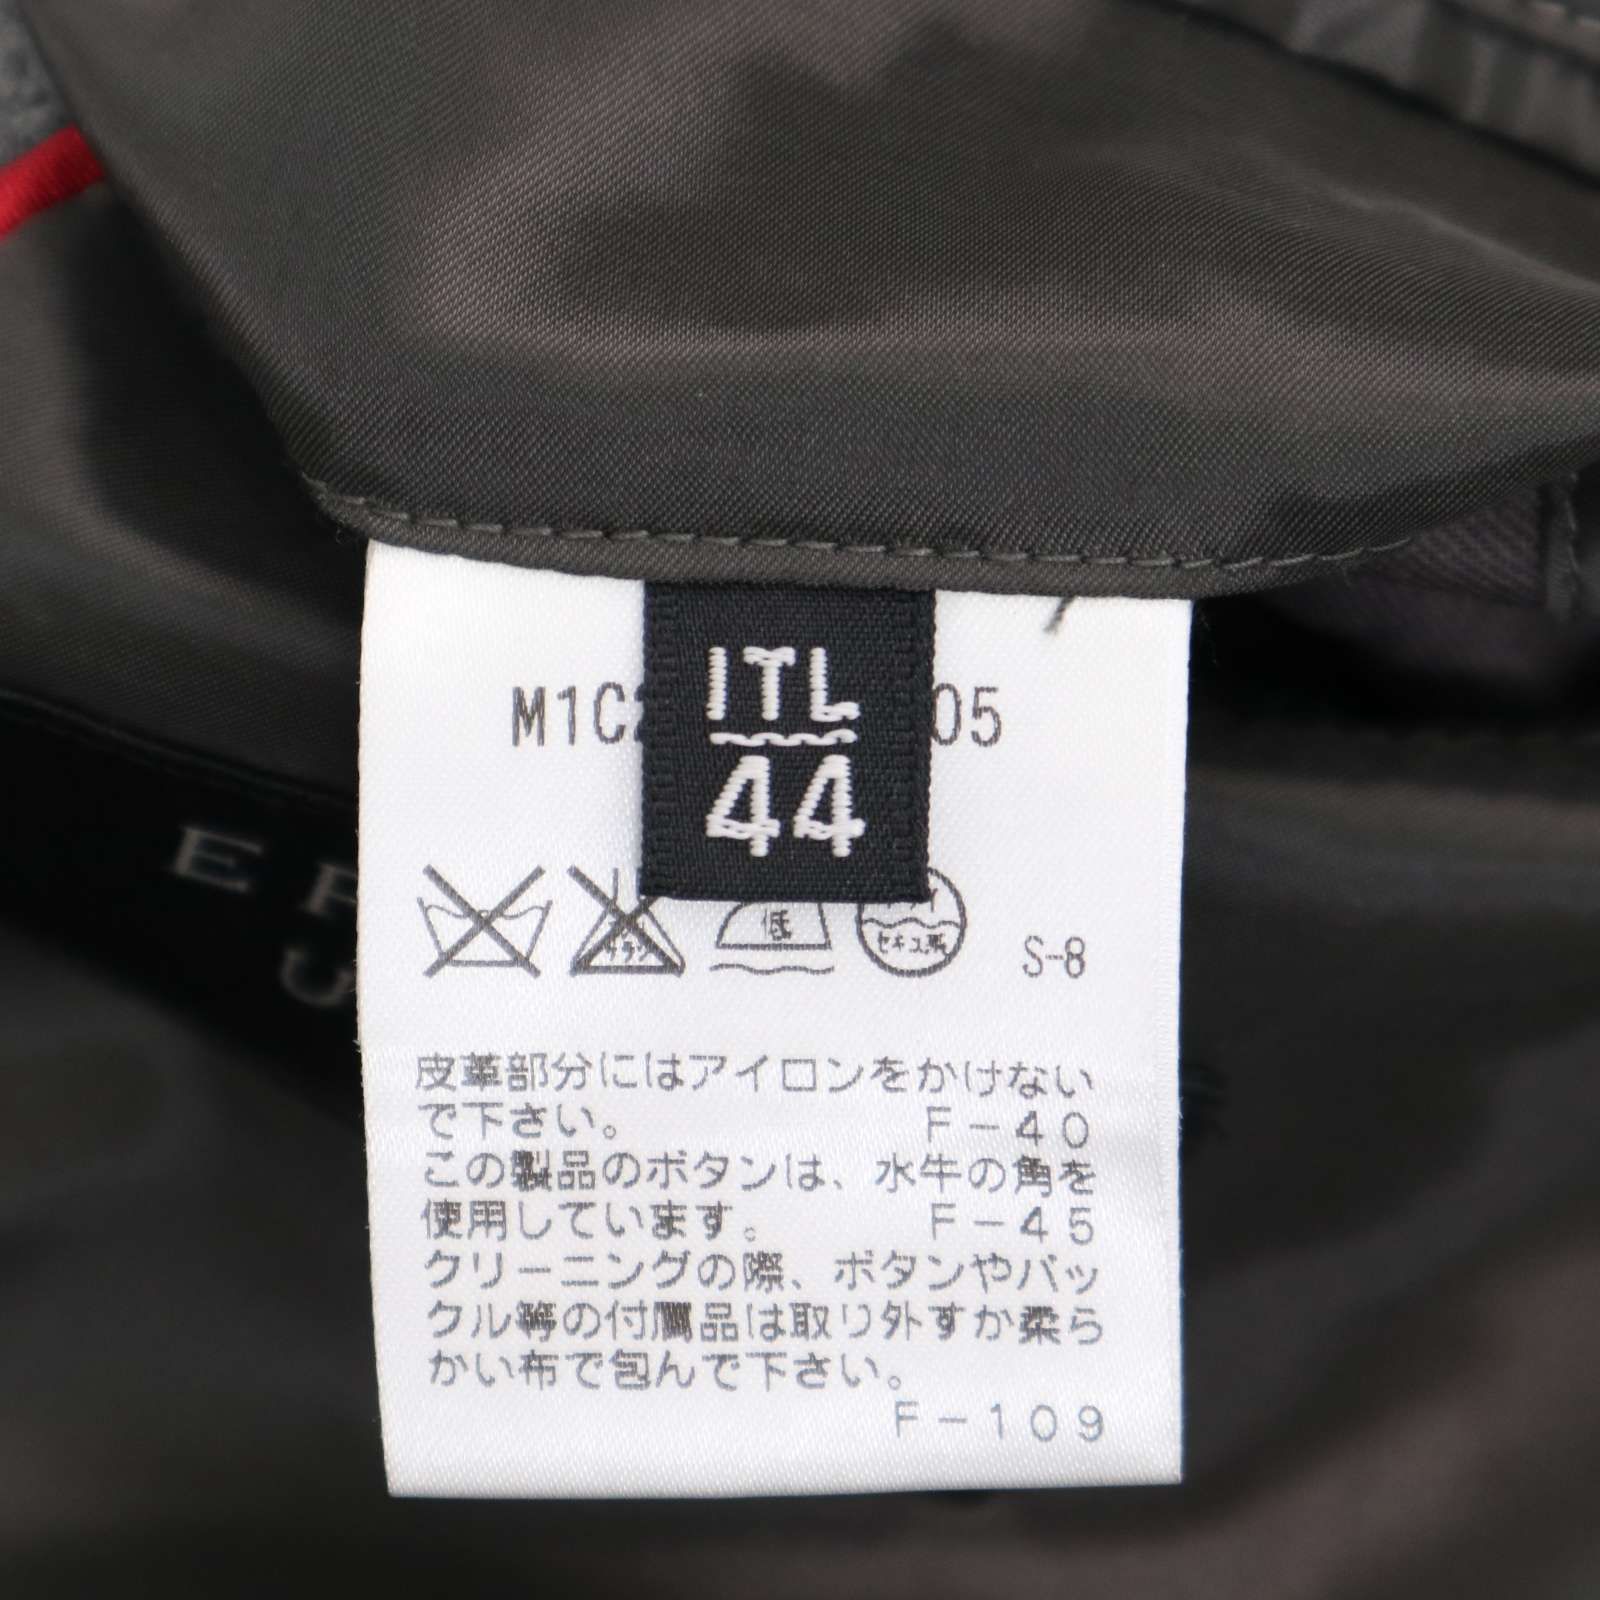 ITL
44
M1C
05
低
S-8
皮革部分にはアイロンをかけない
で下さい。 F-40
この製品のボタンは、水牛の角を
使用しています。 F-45
クリーニングの際、ボタンやバッ
クル等の付属品は取り外すか柔ら
かい布で包んで下さい。
F-109